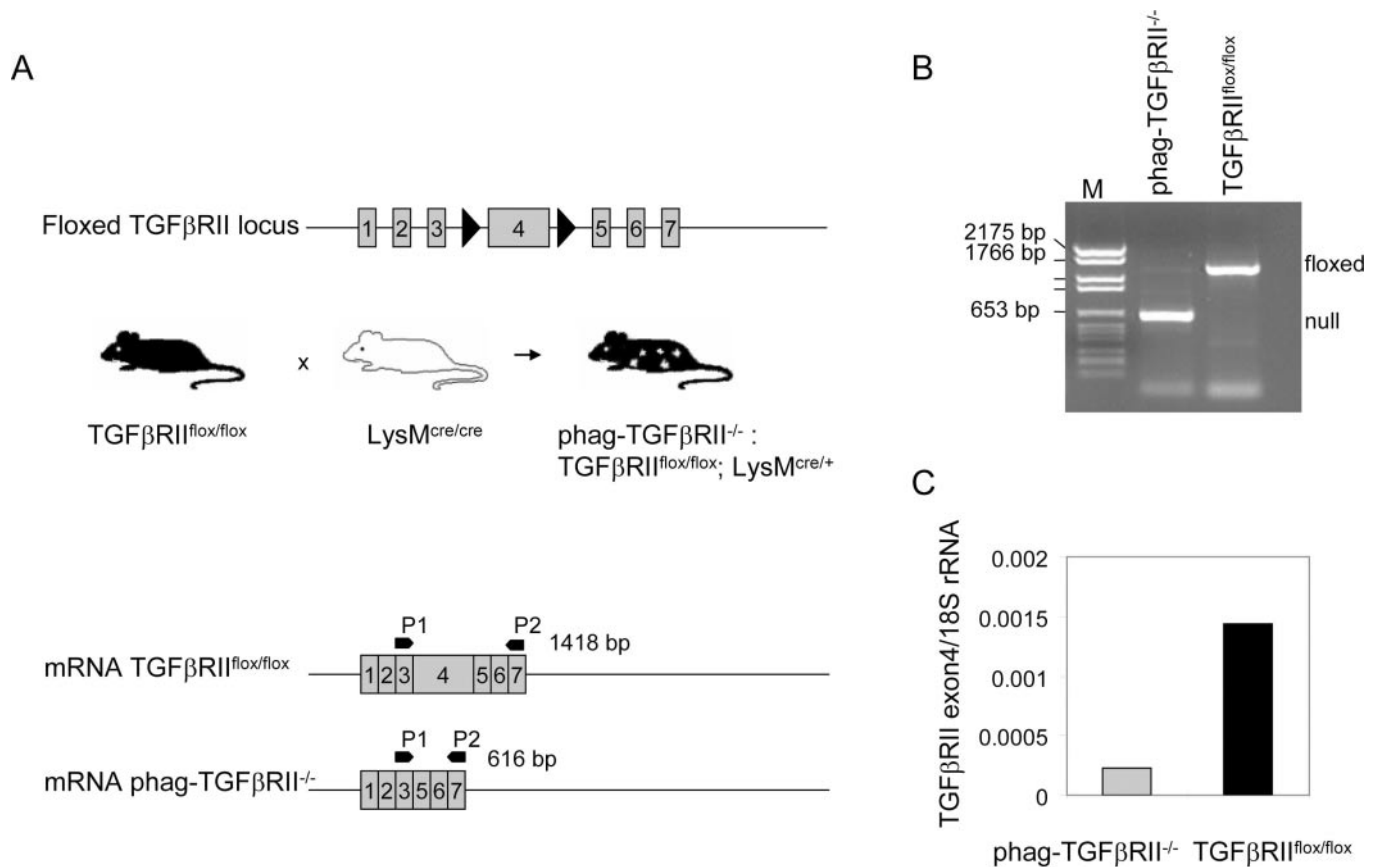 A
Floxed TGFβRII locus
1 2 3 4 5 6 7
x
TGFβRIIflox/flox
LysMcre/cre
phag-TGFβRII-/- :
TGFβRIIflox/flox; LysMcre/+
P1 P2
1418 bp
mRNA TGFβRIIflox/flox
1 2 3 4 5 6 7
P1 P2
616 bp
mRNA phag-TGFβRII-/-
1 2 3 5 6 7
B
phag-TGFβRII-/-
TGFβRIIflox/flox
M
2175 bp
1766 bp
653 bp
floxed
null
C
TGFβRII exon4/18S rRNA
0.002
0.0015
0.001
0.0005
0
phag-TGFβRII-/- TGFβRIIflox/flox